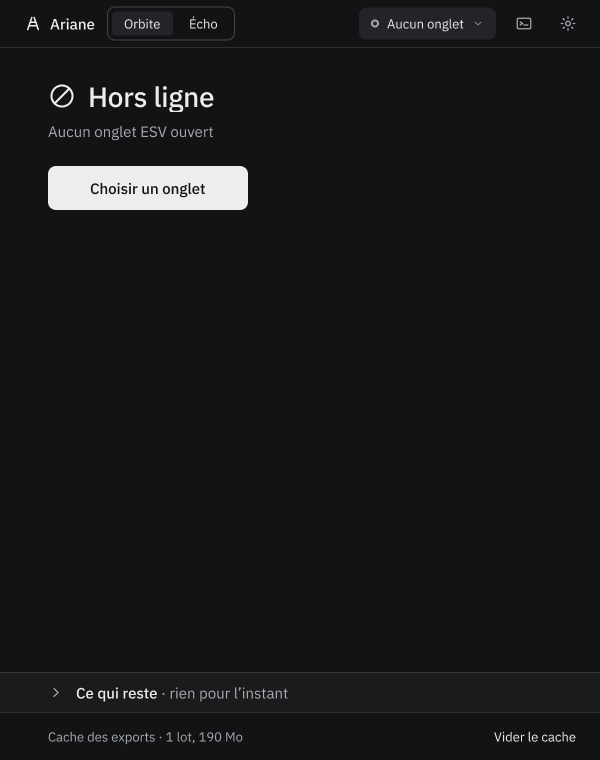 Ariane
Orbite
Écho
Aucun onglet
Hors ligne
Aucun onglet ESV ouvert
Choisir un onglet
Ce qui reste · rien pour l’instant
Cache des exports · 1 lot, 190 Mo
Vider le cache